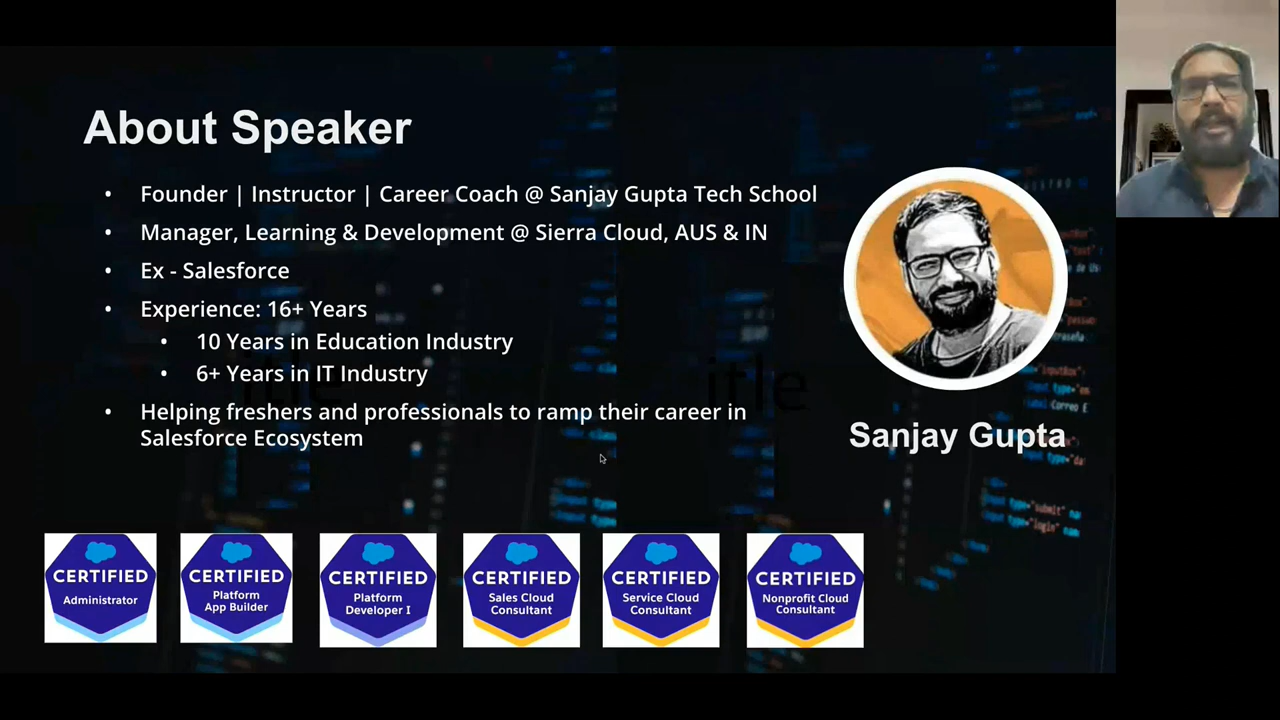 About Speaker
• Founder | Instructor | Career Coach @ Sanjay Gupta Tech School
• Manager, Learning & Development @ Sierra Cloud, AUS & IN
• Ex - Salesforce
• Experience: 16+ Years
• 10 Years in Education Industry
• 6+ Years in IT Industry
• Helping freshers and professionals to ramp their career in
Salesforce Ecosystem
Sanjay Gupta
CERTIFIED
Administrator
CERTIFIED
Platform
App Builder
CERTIFIED
Platform
Developer I
CERTIFIED
Sales Cloud
Consultant
CERTIFIED
Service Cloud
Consultant
CERTIFIED
Nonprofit Cloud
Consultant